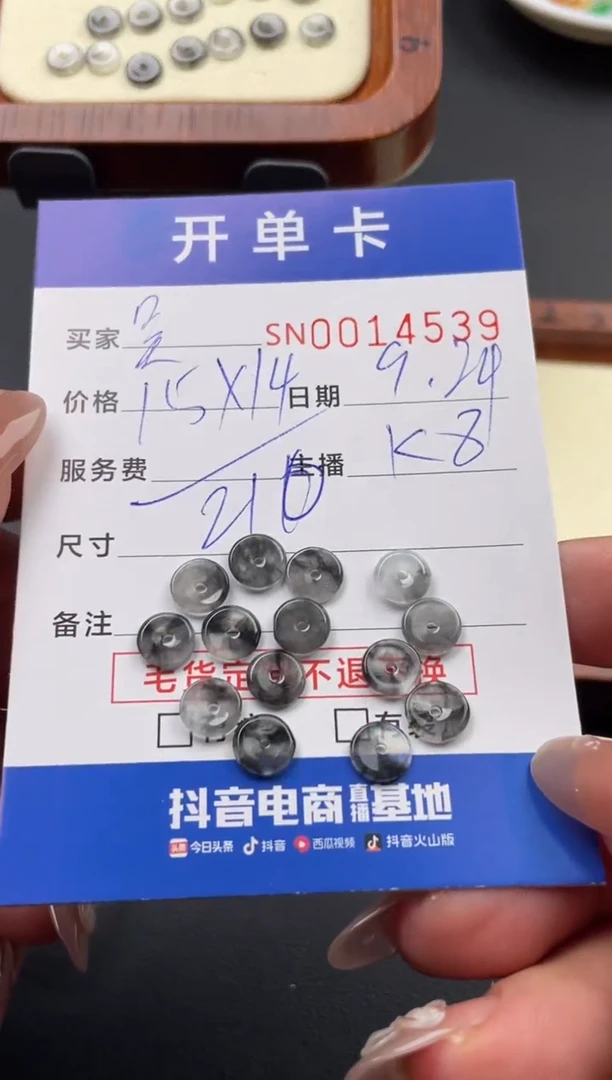 开单卡
买家 SN0014539
价格 15X14 日期 9.24
服务费 主播 K8
210
尺寸
备注
毛货定 不退 换
抖音电商直播基地
头条 今日头条 抖音 西瓜视频 抖音火山版